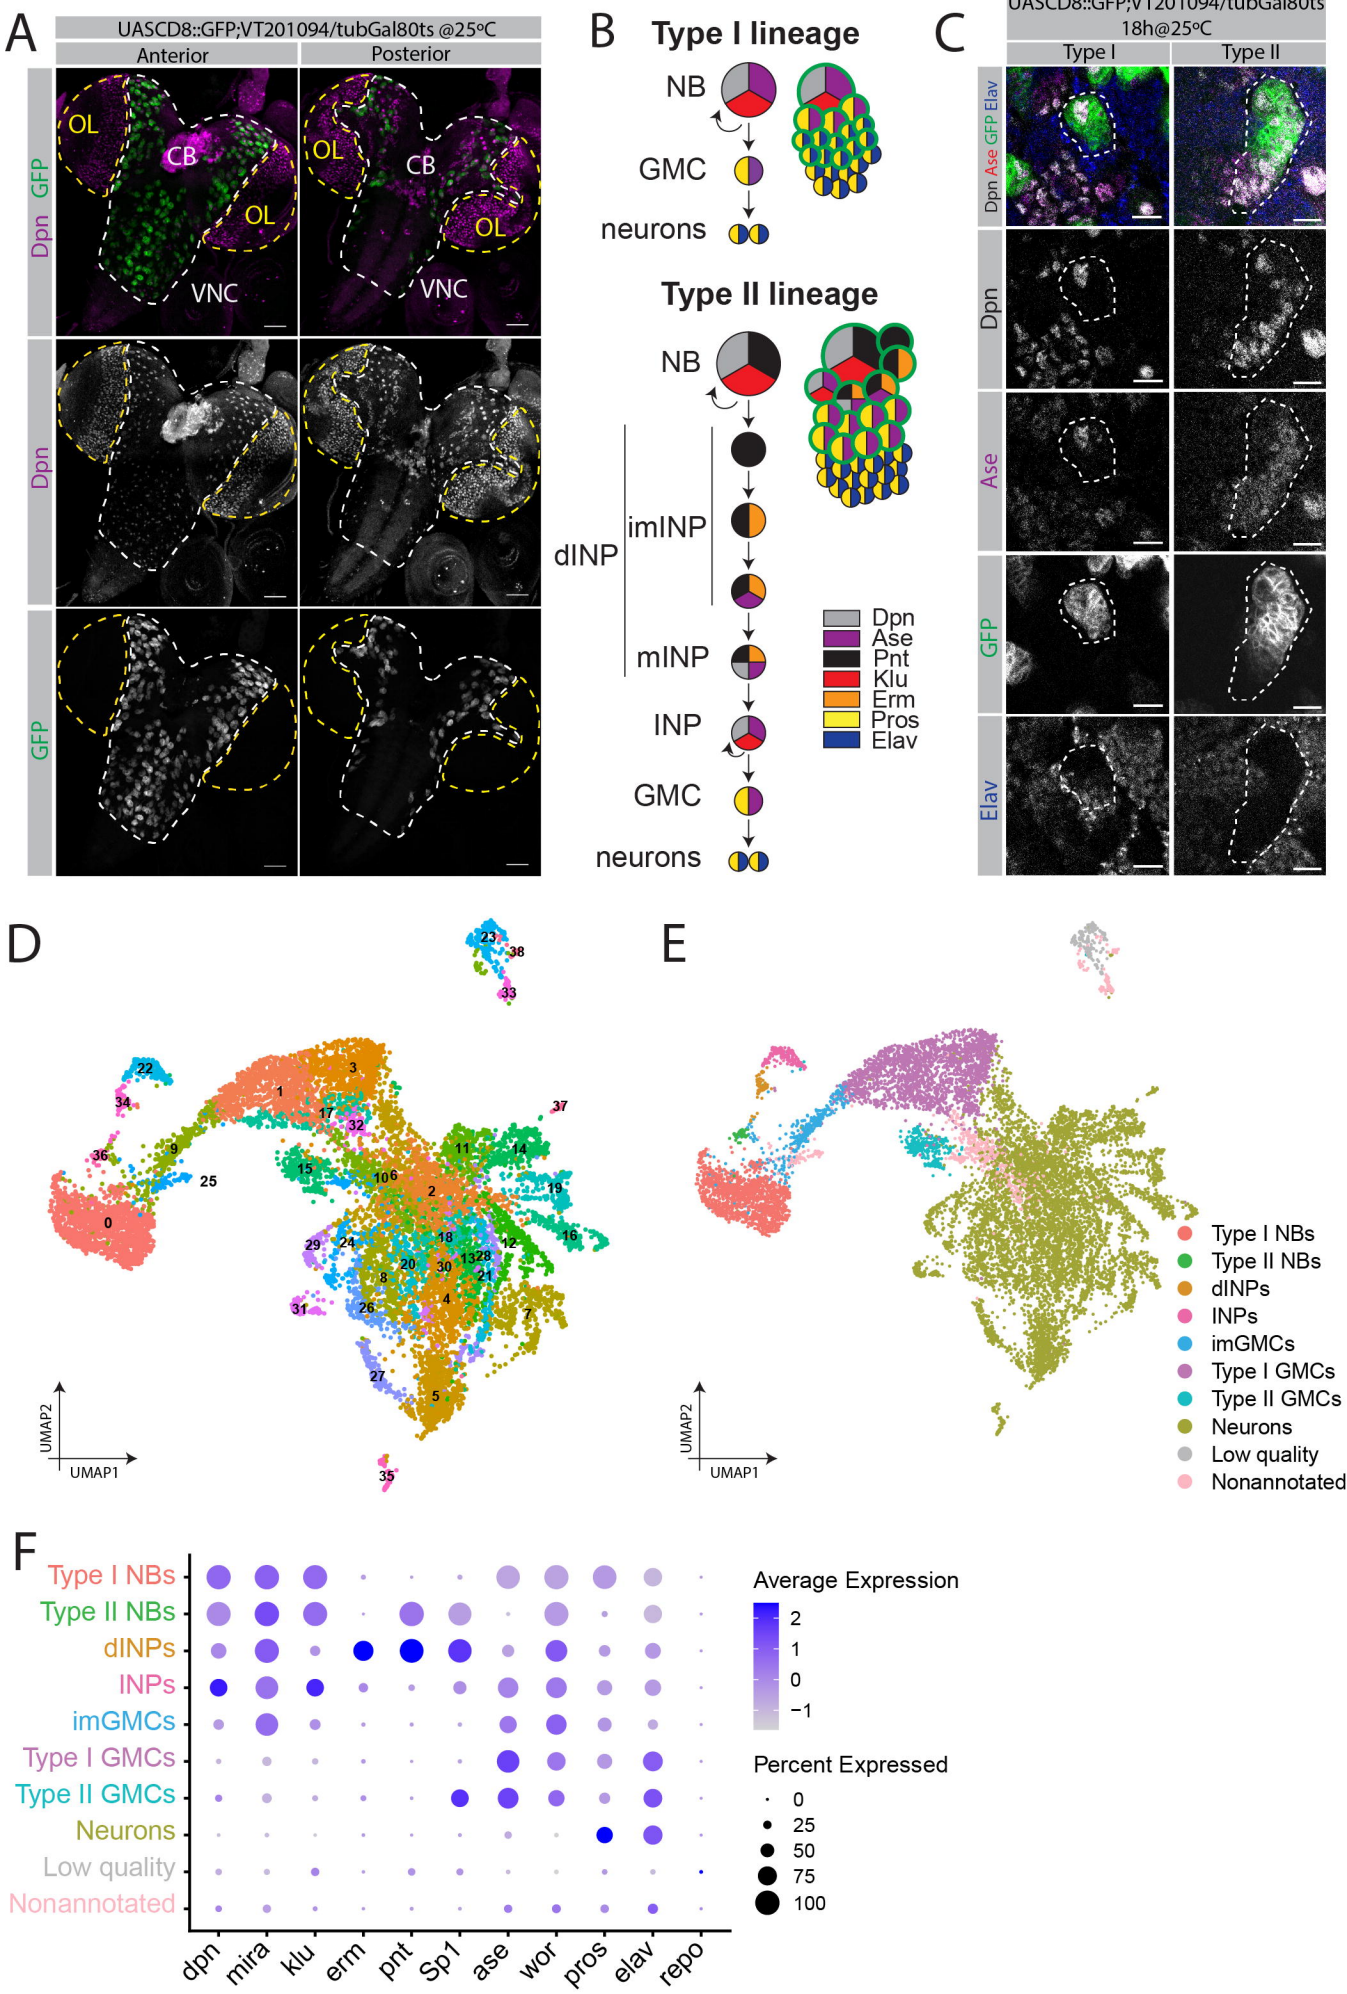 A
UASCD8::GFP;VT201094/tubGal80ts @25ºC
Anterior
Posterior
Dpn GFP
OL
CB
OL
VNC
OL
CB
OL
VNC
Dpn
GFP
B
Type I lineage
NB
GMC
neurons
Type II lineage
NB
dINP
imINP
mINP
INP
GMC
neurons
Dpn
Ase
Pnt
Klu
Erm
Pros
Elav
C
UASCD8::GFP;VT201094/tubGal80ts
18h@25ºC
Type I
Type II
Dpn Ase GFP Elav
Dpn
Ase
GFP
Elav
D
23
38
33
22
34
1
3
17
32
37
36
9
25
15
10
6
11
14
2
19
0
29
24
18
12
16
20
30
13
28
21
8
31
26
4
7
27
5
35
UMAP2
UMAP1
E
UMAP2
UMAP1
Type I NBs
Type II NBs
dINPs
INPs
imGMCs
Type I GMCs
Type II GMCs
Neurons
Low quality
Nonannotated
F
Type I NBs
Type II NBs
dINPs
INPs
imGMCs
Type I GMCs
Type II GMCs
Neurons
Low quality
Nonannotated
dpn
mira
klu
erm
pnt
Sp1
ase
wor
pros
elav
repo
Average Expression
2
1
0
−1
Percent Expressed
0
25
50
75
100